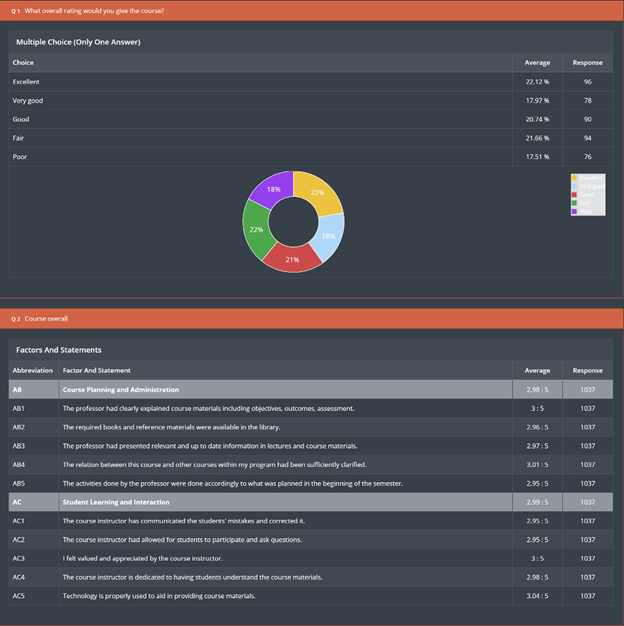 Q 1 What overall rating would you give the course?
Multiple Choice (Only One Answer)
Choice Average Response
Excellent 22.12 % 96
Very good 17.97 % 78
Good 20.74 % 90
Fair 21.66 % 94
Poor 17.51 % 76
18% 22%
Excellent
Very good
Good
Fair
Poor
22% 18%
21%
Q 2 Course overall
Factors And Statements
Abbreviation Factor And Statement Average Response
AB Course Planning and Administration 2.98 : 5 1037
AB1 The professor had clearly explained course materials including objectives, outcomes, assessment. 3 : 5 1037
AB2 The required books and reference materials were available in the library. 2.96 : 5 1037
AB3 The professor had presented relevant and up to date information in lectures and course materials. 2.97 : 5 1037
AB4 The relation between this course and other courses within my program had been sufficiently clarified. 3.01 : 5 1037
AB5 The activities done by the professor were done accordingly to what was planned in the beginning of the semester. 2.95 : 5 1037
AC Student Learning and Interaction 2.99 : 5 1037
AC1 The course instructor has communicated the students' mistakes and corrected it. 2.95 : 5 1037
AC2 The course instructor had allowed for students to participate and ask questions. 2.95 : 5 1037
AC3 I felt valued and appreciated by the course instructor. 3 : 5 1037
AC4 The course instructor is dedicated to having students understand the course materials. 2.98 : 5 1037
AC5 Technology is properly used to aid in providing course materials. 3.04 : 5 1037